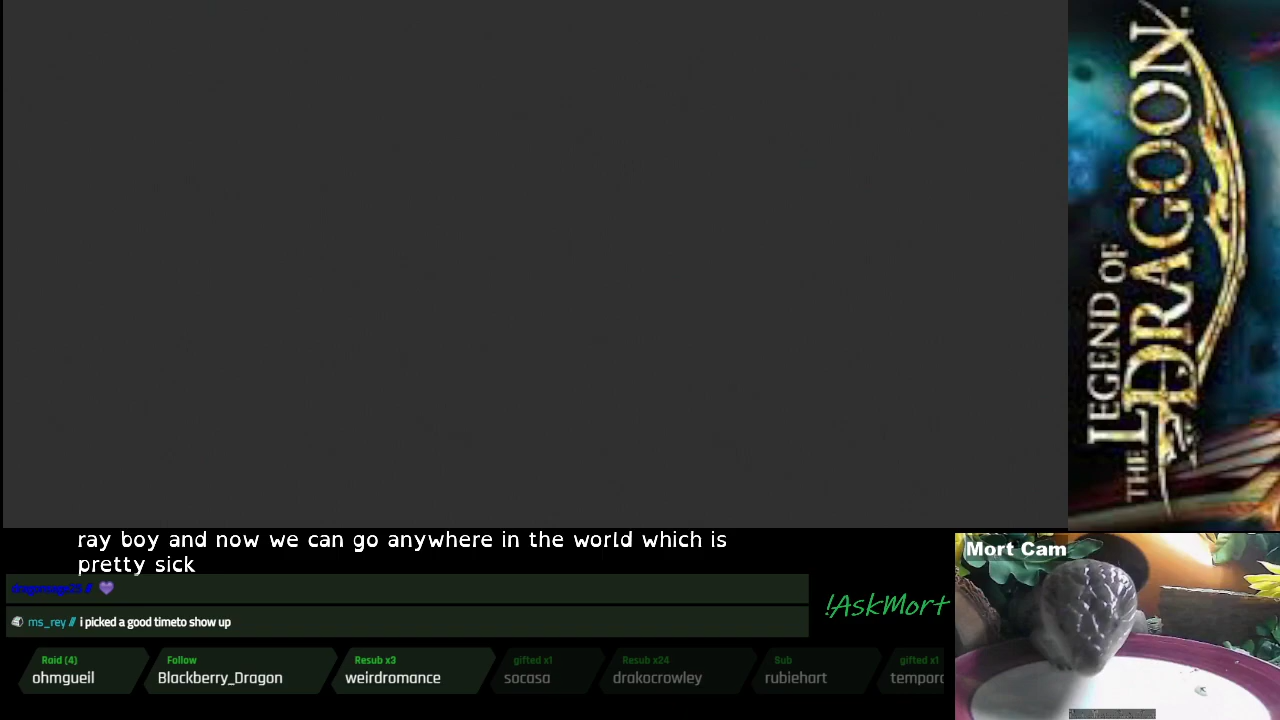 THE LEGEND OF
DRAGOON
ray boy and now we can go anywhere in the world which is
pretty sick
ms_rey // i picked a good timeto show up
!AskMort
Mort Cam
Raid (4)
ohmgueil
Follow
Blackberry_Dragon
Resub x3
weirdromance
gifted x1
socasa
Resub x24
drakocrowley
Sub
rubiehart
gifted x1
tempora